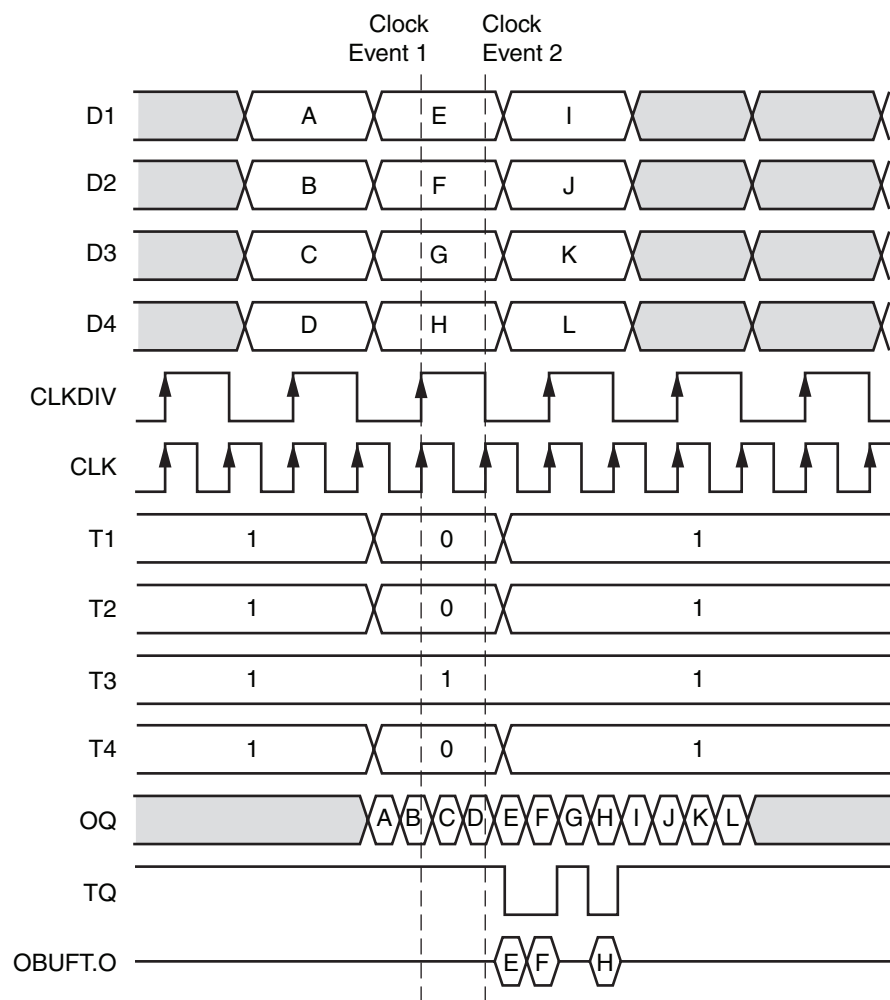 Clock Event 1
Clock Event 2
D1 A E I
D2 B F J
D3 C G K
D4 D H L
CLKDIV
CLK
T1 1 0 1
T2 1 0 1
T3 1 1 1
T4 1 0 1
OQ A B C D E F G H I J K L
TQ
OBUFT.O E F H